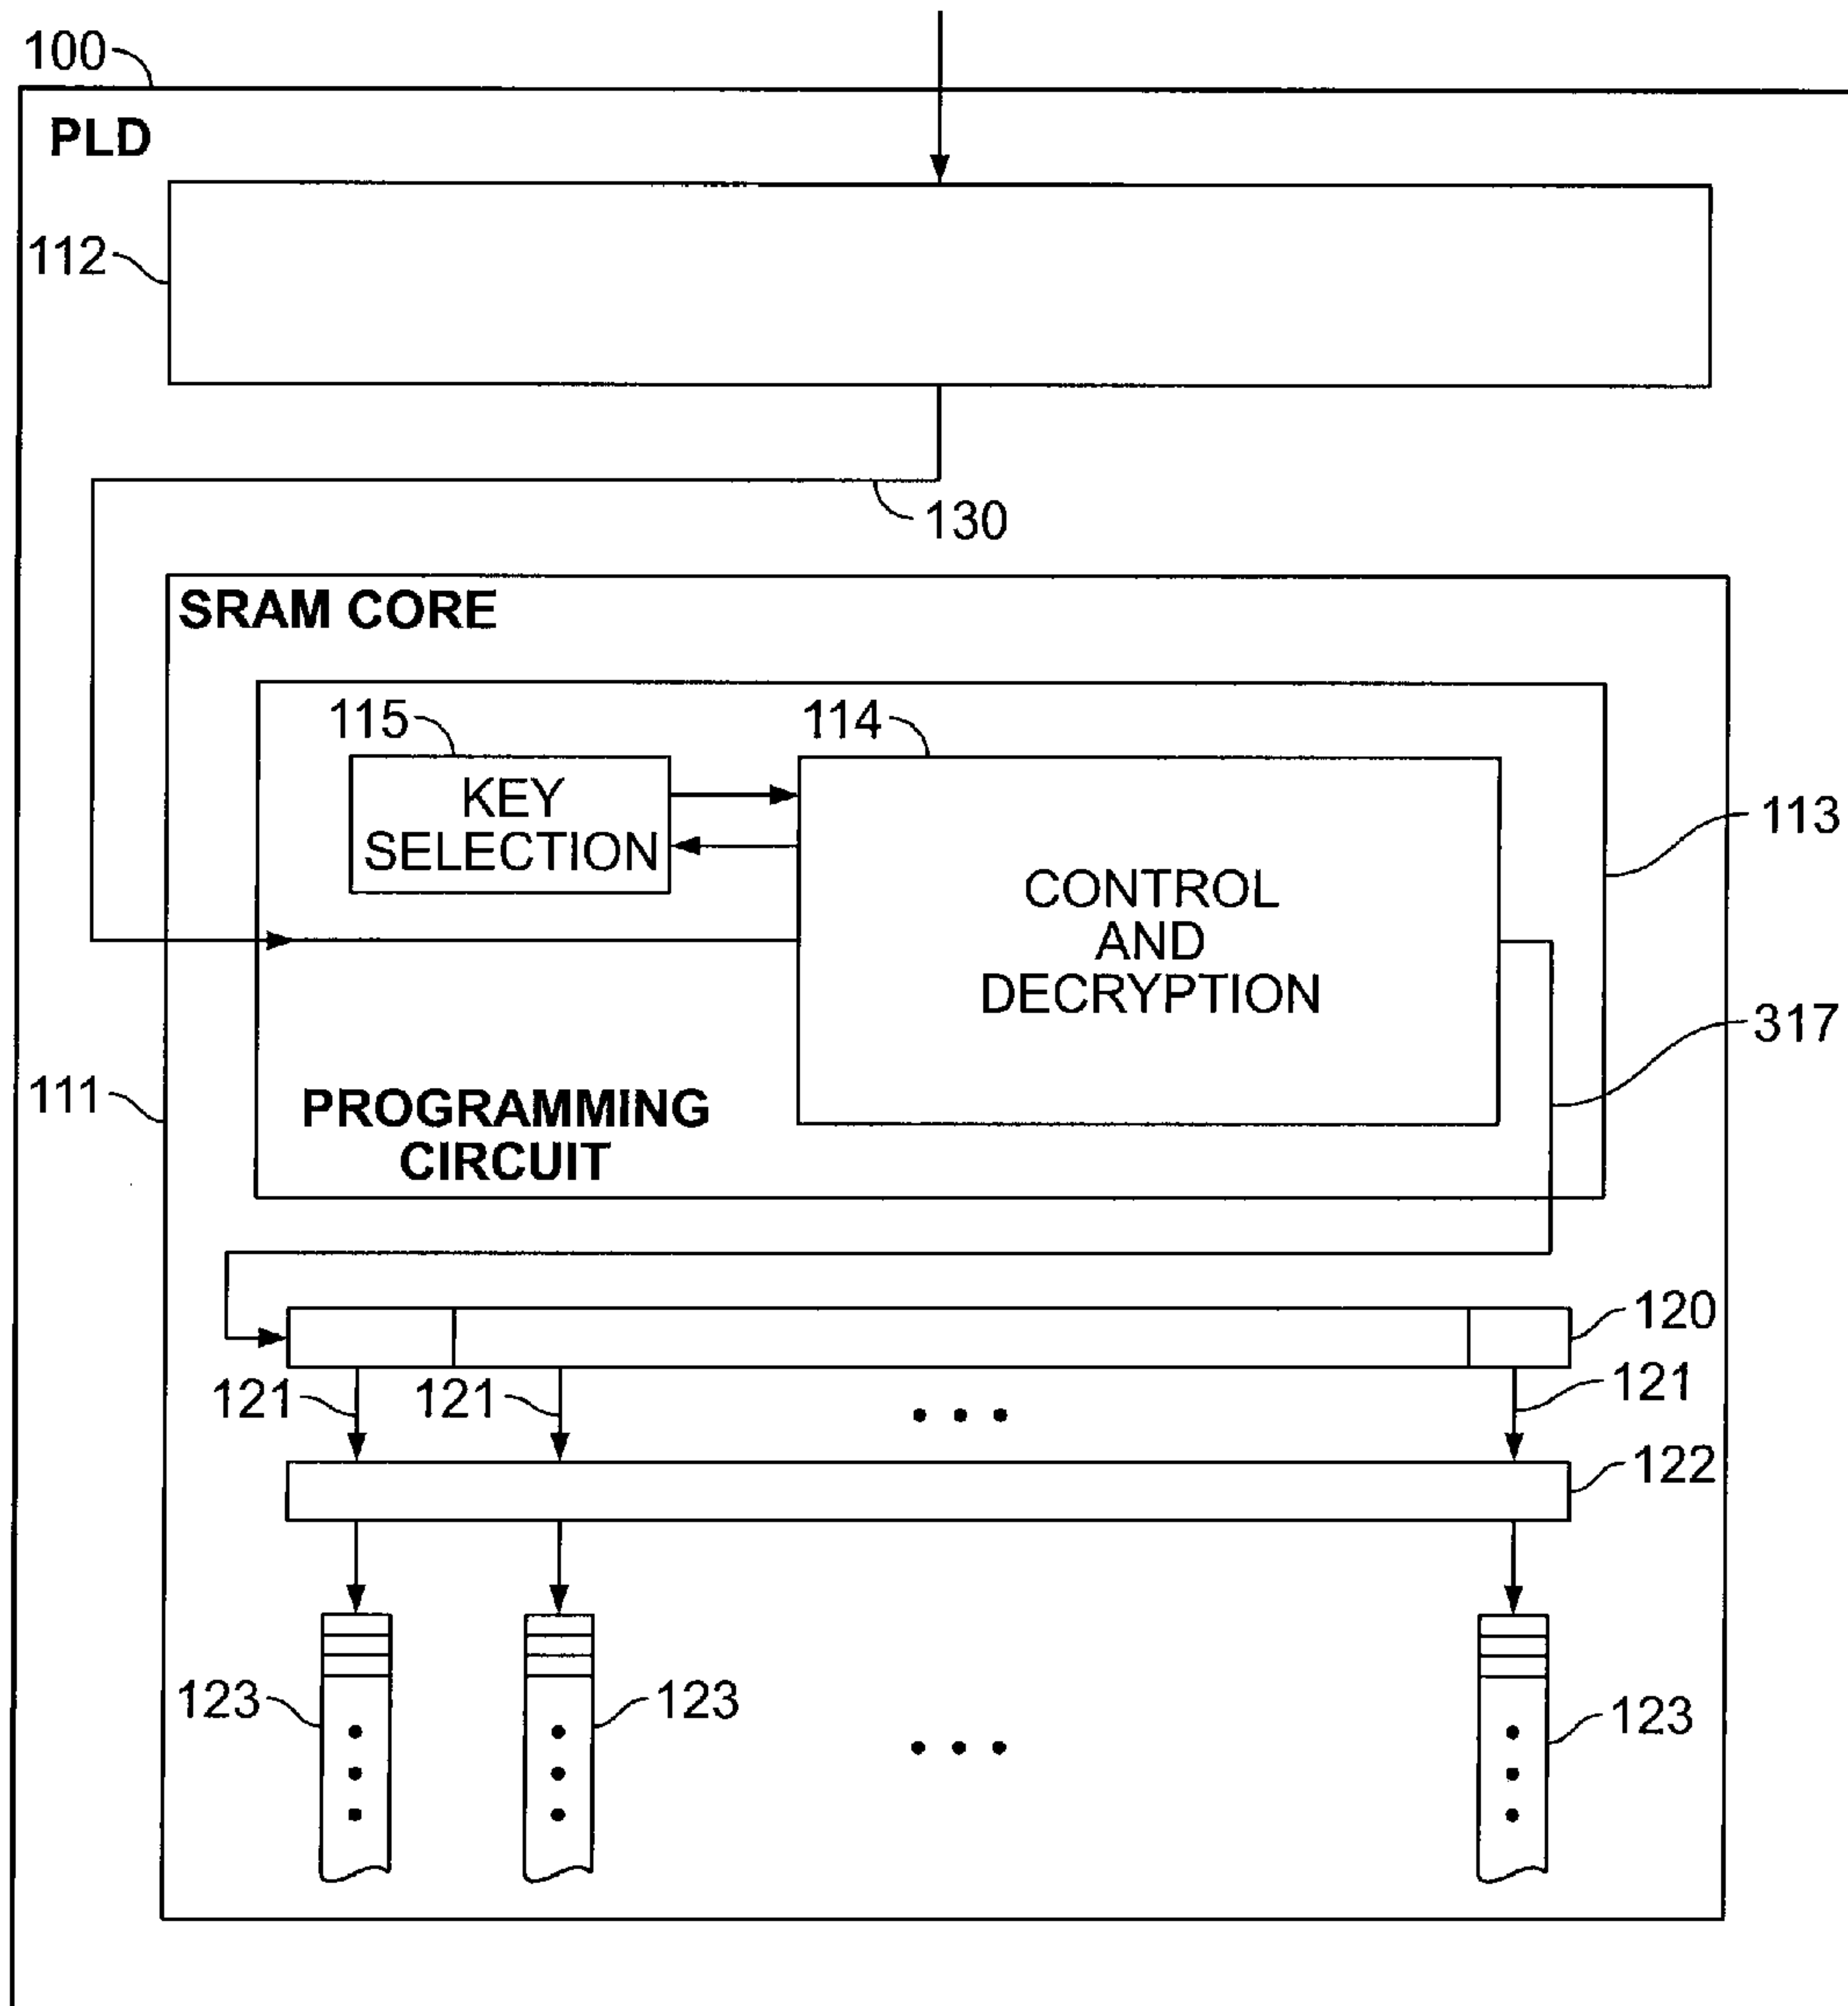 100
PLD
112
130
SRAM CORE
115
114
KEY
SELECTION
113
CONTROL
AND
DECRYPTION
317
111
PROGRAMMING
CIRCUIT
120
121
121
121
122
123
123
123